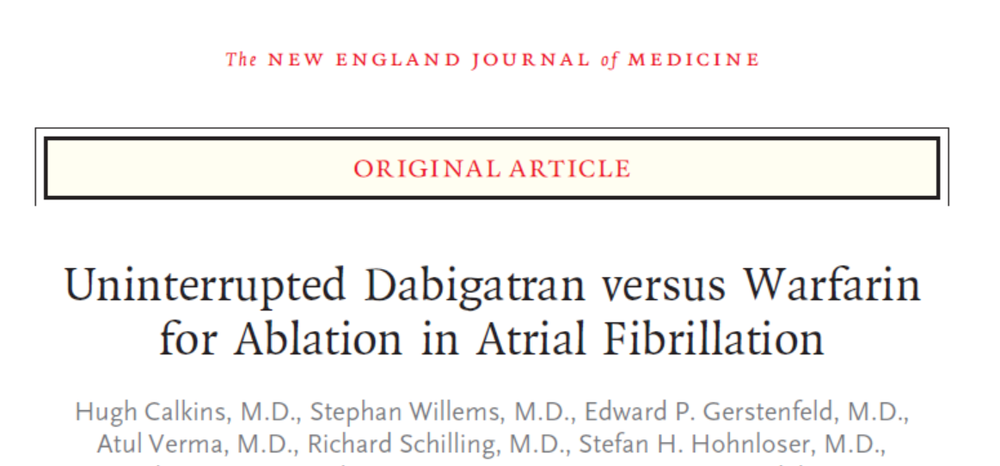 The NEW ENGLAND JOURNAL of MEDICINE
ORIGINAL ARTICLE
Uninterrupted Dabigatran versus Warfarin
for Ablation in Atrial Fibrillation
Hugh Calkins, M.D., Stephan Willems, M.D., Edward P. Gerstenfeld, M.D.,
Atul Verma, M.D., Richard Schilling, M.D., Stefan H. Hohnloser, M.D.,